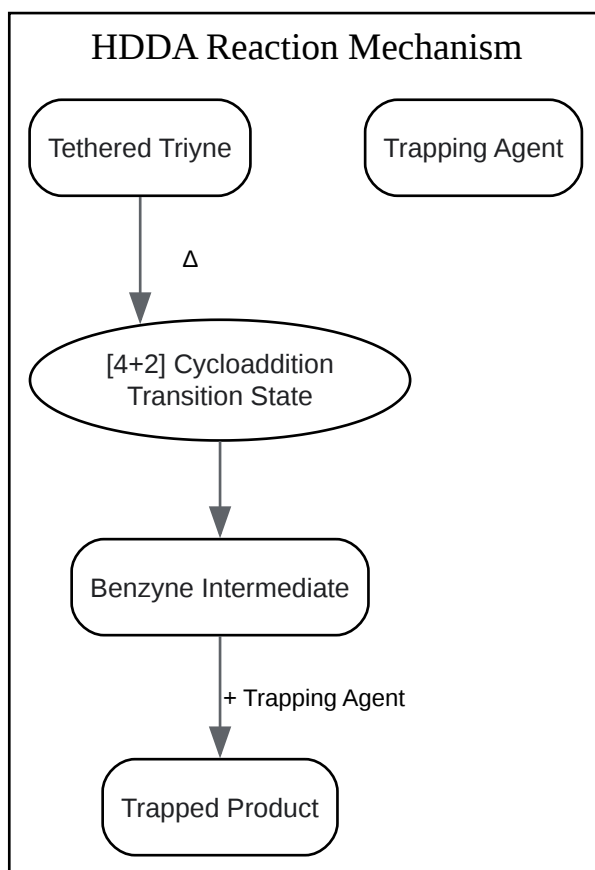 HDDA Reaction Mechanism
Tethered Triyne
Trapping Agent
Δ
[4+2] Cycloaddition
Transition State
Benzyne Intermediate
+ Trapping Agent
Trapped Product